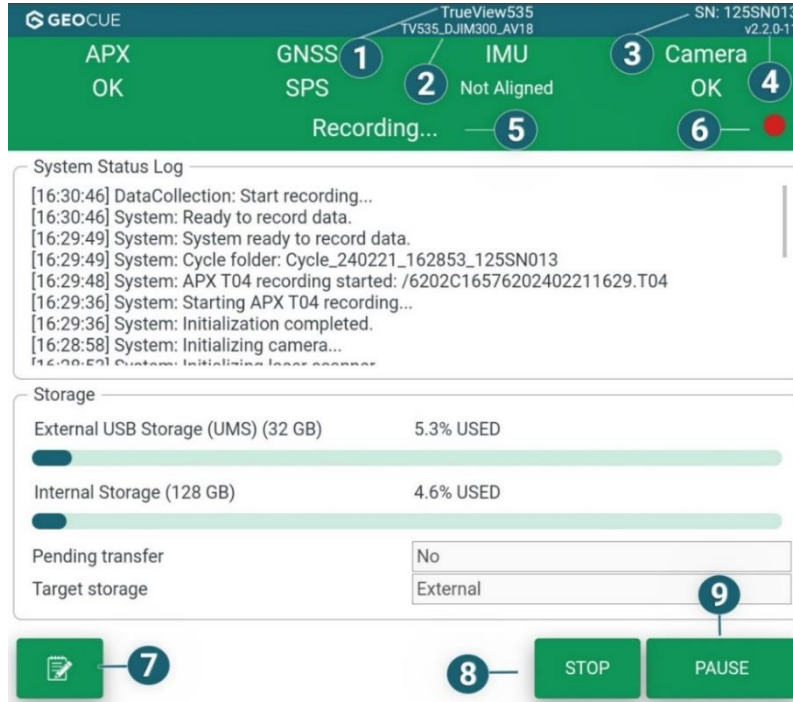 GEOCUE
TrueView535
SN: 125SN013
TV535_DJIM300_AV18
v2.2.0-11
APX GNSS IMU Camera
OK SPS Not Aligned OK
1
2
3
4
Recording...
5
6
System Status Log
[16:30:46] DataCollection: Start recording...
[16:30:46] System: Ready to record data.
[16:29:49] System: System ready to record data.
[16:29:49] System: Cycle folder: Cycle_240221_162853_125SN013
[16:29:48] System: APX T04 recording started: /6202C16576202402211629.T04
[16:29:36] System: Starting APX T04 recording...
[16:29:36] System: Initialization completed.
[16:28:58] System: Initializing camera...
Storage
External USB Storage (UMS) (32 GB) 5.3% USED
Internal Storage (128 GB) 4.6% USED
Pending transfer No
Target storage External
9
7
8
STOP
PAUSE